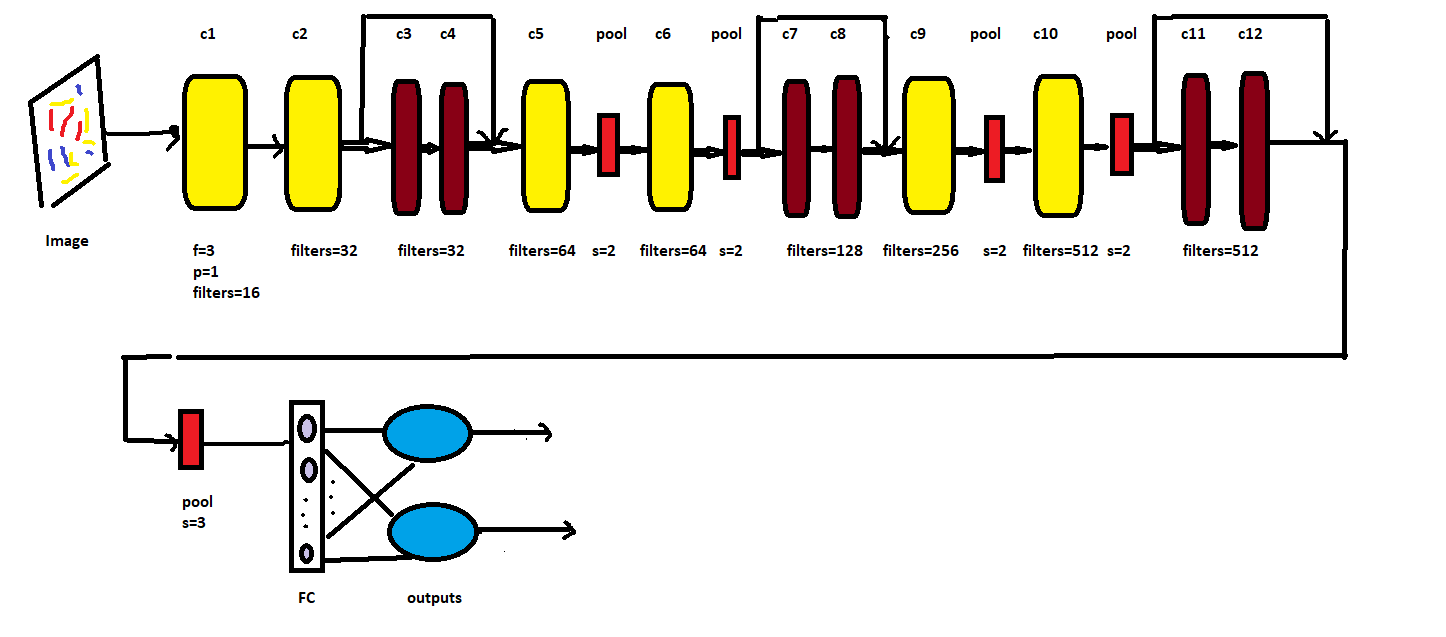 c1 c2 c3 c4 c5 pool c6 pool c7 c8 c9 pool c10 pool c11 c12
Image
f=3 filters=32 filters=32 filters=64 s=2 filters=64 s=2 filters=128 filters=256 s=2 filters=512 s=2 filters=512
p=1
filters=16
pool
s=3
FC outputs